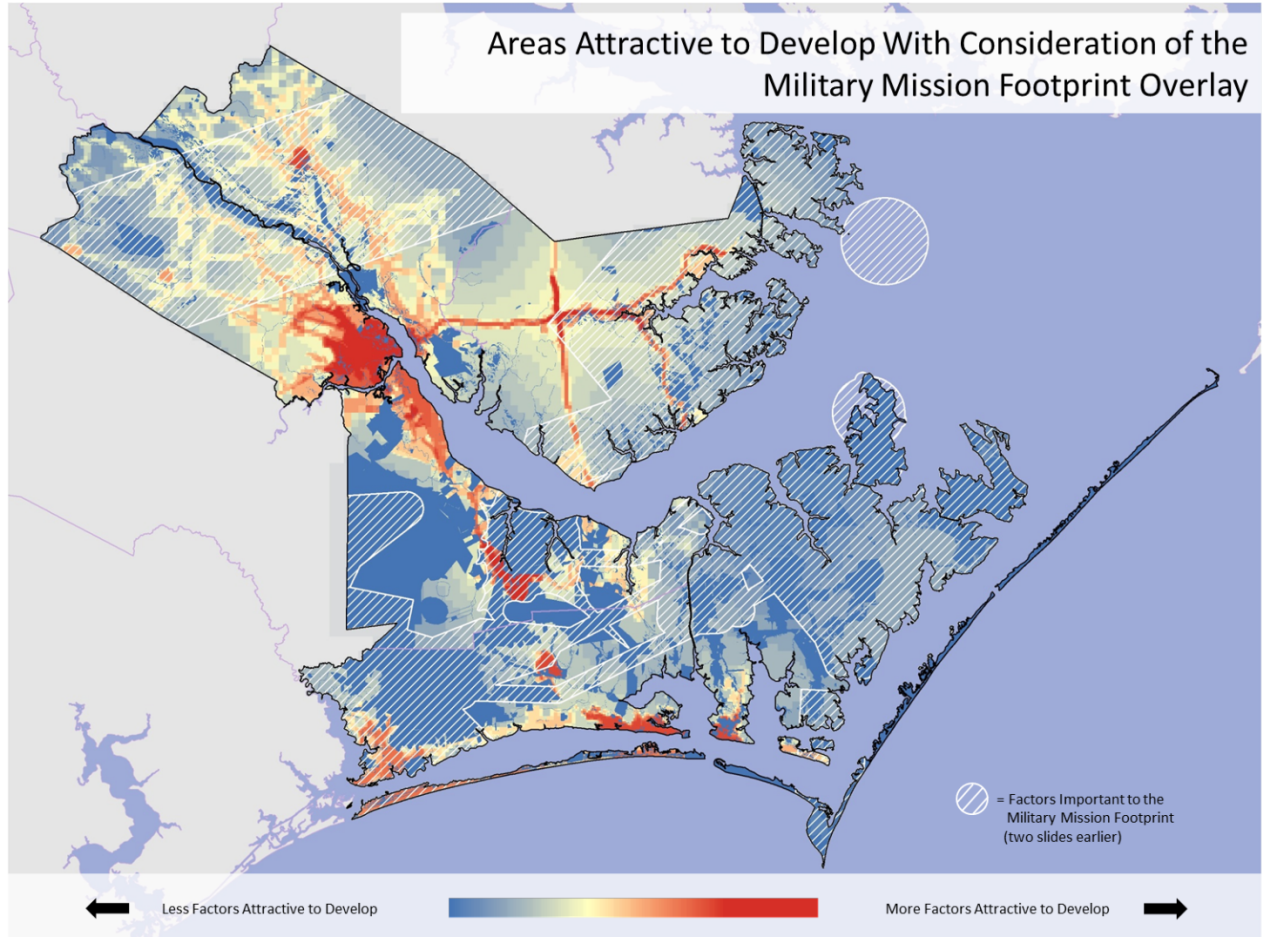 Areas Attractive to Develop With Consideration of the
Military Mission Footprint Overlay
= Factors Important to the
Military Mission Footprint
(two slides earlier)
Less Factors Attractive to Develop
More Factors Attractive to Develop